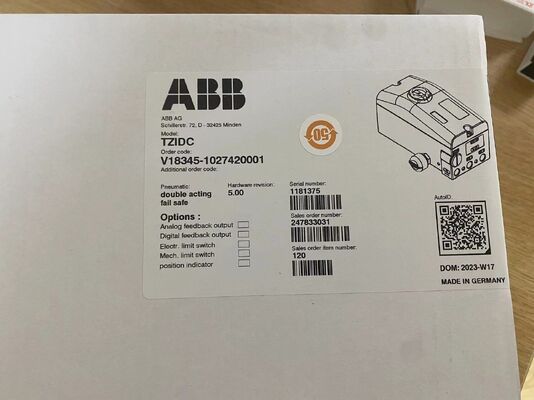 ABB
ABB AG
Schillerstr. 72, D - 32425 Minden
Model:
TZIDC
Order code:
V18345-1027420001
Additional order code:
50
Pneumatic:
double acting
fail safe
Hardware revision:
5.00
Serial number:
1181375
Sales order number:
247833031
Sales order item number:
120
Options :
Analog feedback output
Digital feedback output
Electr. limit switch
Mech. limit switch
position indicator
AutoID:
DOM: 2023-W17
MADE IN GERMANY